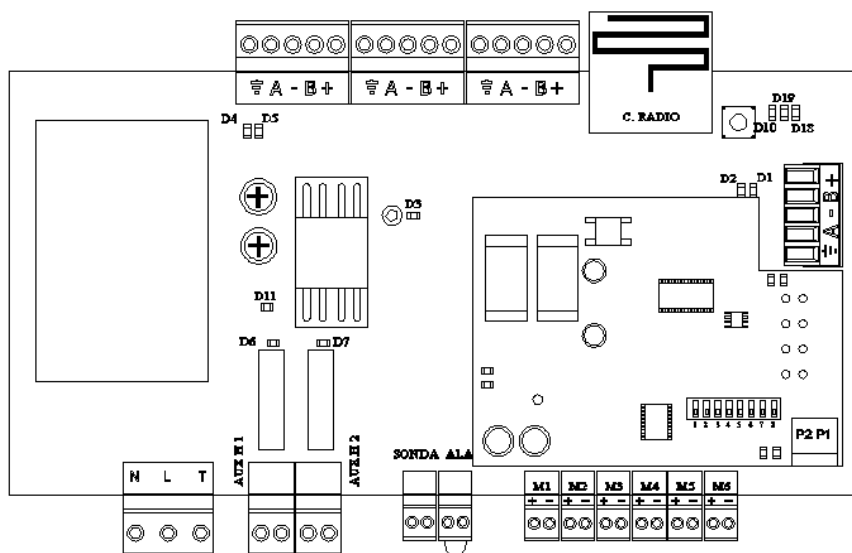 A - B +
A - B +
A - B +
C. RADIO
D19
D10
D18
D4
D5
D2
D1
A - B +
D3
D11
D6
D7
1 2 3 4 5 6 7 8
P2 P1
AUX H 1
AUX H 2
SONDA ALA
N L T
M1 M2 M3 M4 M5 M6
+ - + - + - + - + - + -